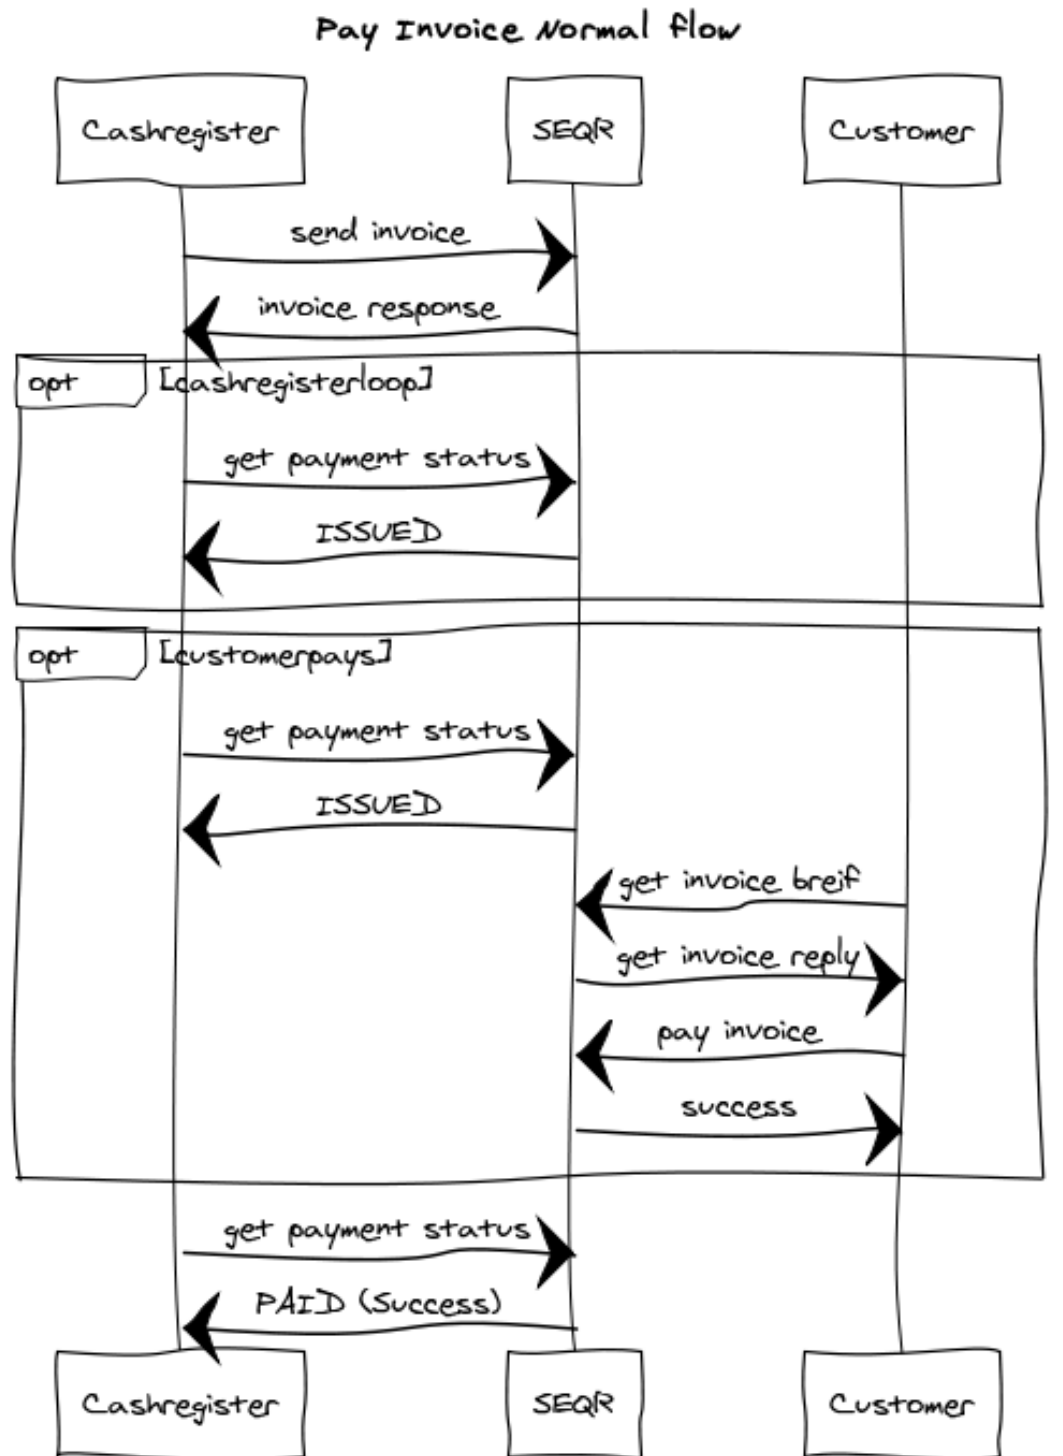 Pay Invoice Normal flow
Cashregister
SEQR
Customer
send invoice
invoice response
opt
[cashregisterloop]
get payment status
ISSUED
opt
[customerpays]
get payment status
ISSUED
get invoice breif
get invoice reply
pay invoice
success
get payment status
PAID (Success)
Cashregister
SEQR
Customer